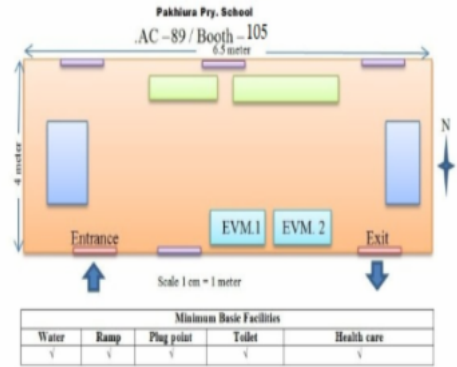 Pakhiura Pry. School
.AC -89 / Booth - 105
6.5 meter
4 meter
N
EVM.1 EVM. 2
Entrance Exit
Scale 1 cm = 1 meter
Minimum Basic Facilities
Water Ramp Plug point Toilet Health care
√ √ √ √ √